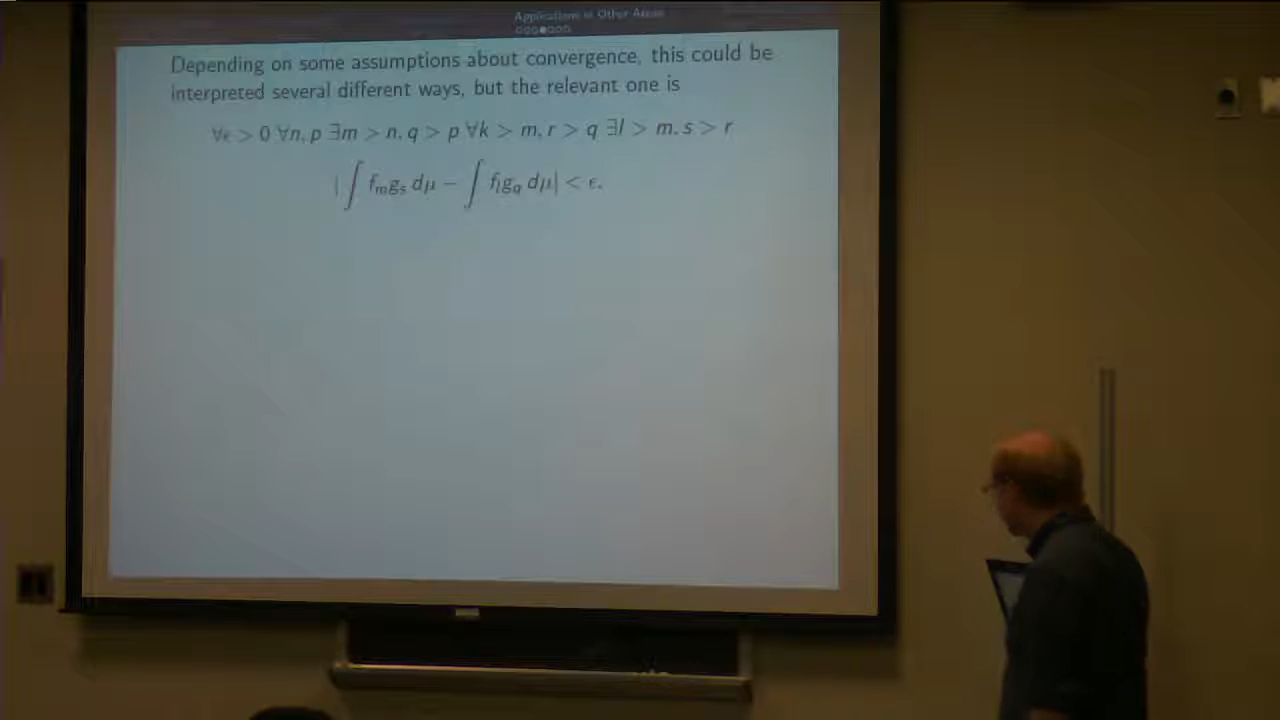 Applications to Other Areas
Depending on some assumptions about convergence, this could be
interpreted several different ways, but the relevant one is
∀ϵ > 0 ∀n, p ∃m > n, q > p ∀k > m, r > q ∃l > m, s > r
|∫ f_m g_s dμ − ∫ f_l g_q dμ| < ϵ.